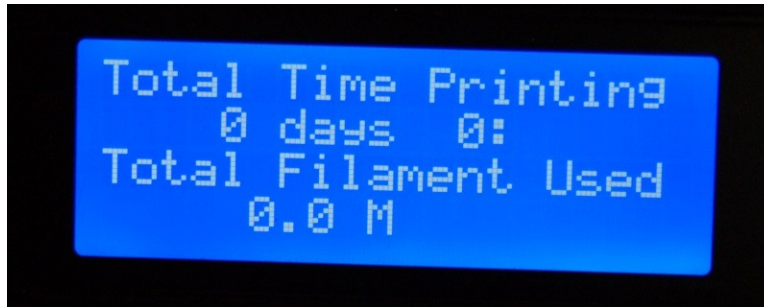 Total Time Printing
0 days 0:
Total Filament Used
0.0 M